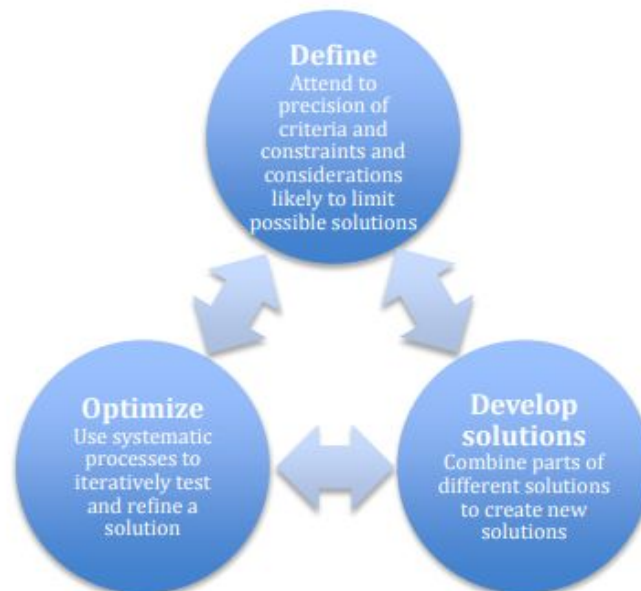 Define
Attend to
precision of
criteria and
constraints and
considerations
likely to limit
possible solutions
Optimize
Use systematic
processes to
iteratively test
and refine a
solution
Develop
solutions
Combine parts of
different solutions
to create new
solutions